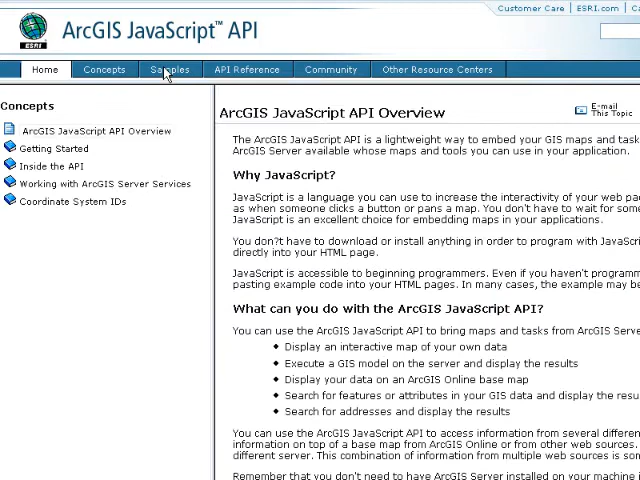 Customer Care | ESRI.com |
ESRI
ArcGIS JavaScript™ API
Home
Concepts
Samples
API Reference
Community
Other Resource Centers
Concepts
ArcGIS JavaScript API Overview
Getting Started
Inside the API
Working with ArcGIS Server Services
Coordinate System IDs
ArcGIS JavaScript API Overview
E-mail
This Topic
The ArcGIS JavaScript API is a lightweight way to embed your GIS maps and task
ArcGIS Server available whose maps and tools you can use in your application.
Why JavaScript?
JavaScript is a language you can use to increase the interactivity of your web pa
as when someone clicks a button or pans a map. You don't have to wait for some
JavaScript is an excellent choice for embedding maps in your applications.
You don?t have to download or install anything in order to program with JavaScri
directly into your HTML page.
JavaScript is accessible to beginning programmers. Even if you haven't programm
pasting example code into your HTML pages. In many cases, the example may be
What can you do with the ArcGIS JavaScript API?
You can use the ArcGIS JavaScript API to bring maps and tasks from ArcGIS Serve
◆ Display an interactive map of your own data
◆ Execute a GIS model on the server and display the results
◆ Display your data on an ArcGIS Online base map
◆ Search for features or attributes in your GIS data and display the resu
◆ Search for addresses and display the results
You can use the ArcGIS JavaScript API to access information from several differen
information on top of a base map from ArcGIS Online or from other web sources.
different server. This combination of information from multiple web sources is som
Remember that you don't need to have ArcGIS Server installed on your machine i